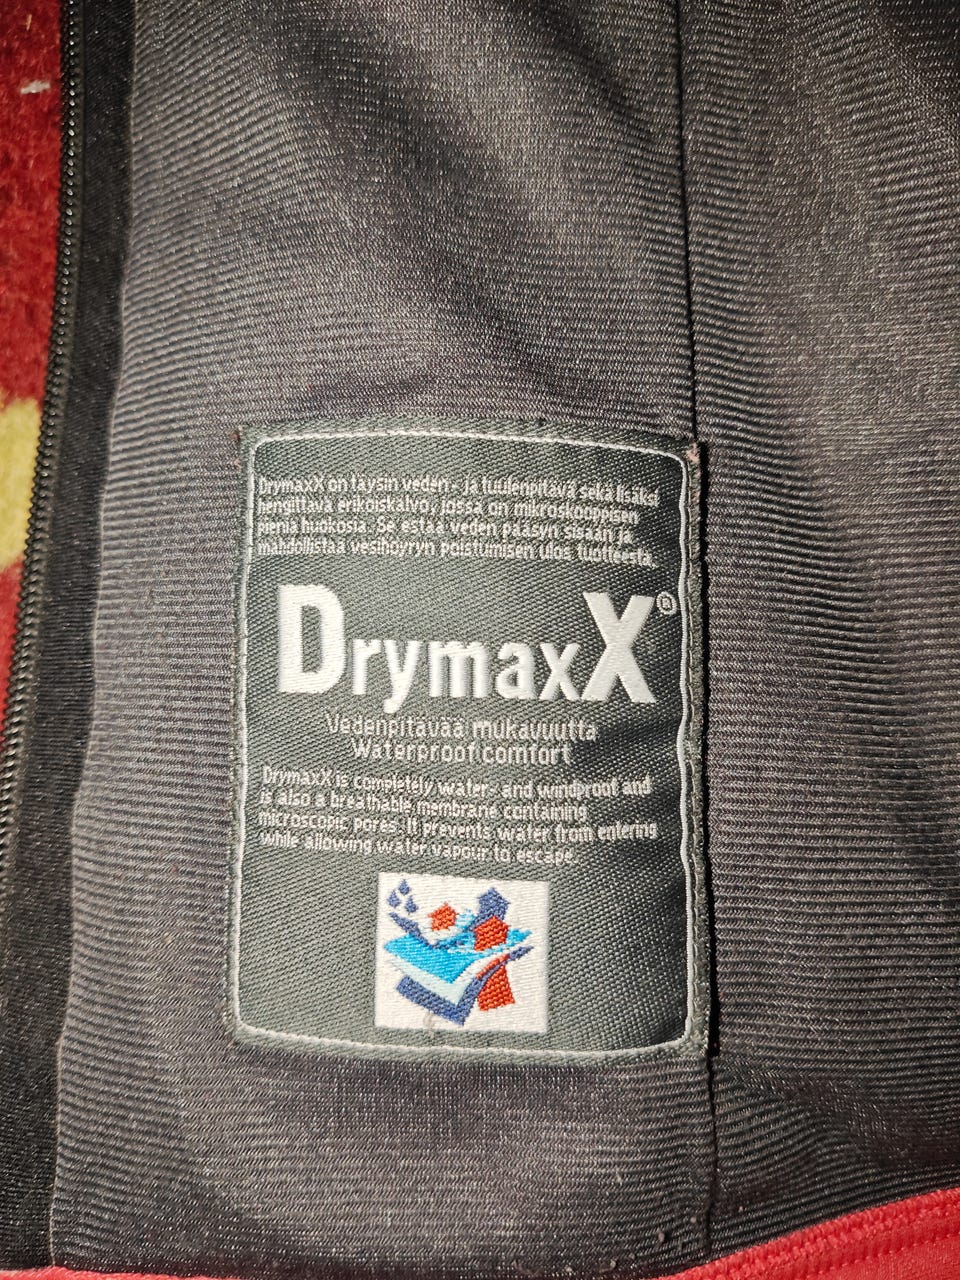 DrymaxX on täysin veden- ja tuulenpitävä sekä lisäksi
hengittävä erikoiskalvo, jossa on mikroskooppisen
pieniä huokosia. Se estää veden pääsyn sisään ja
mahdollistaa vesihöyryn poistumisen ulos tuotteesta.
DrymaxX®
Vedenpitävää mukavuutta
Waterproof comfort
DrymaxX is completely water- and windproof and
is also a breathable membrane containing
microscopic pores. It prevents water from entering
while allowing water vapour to escape.